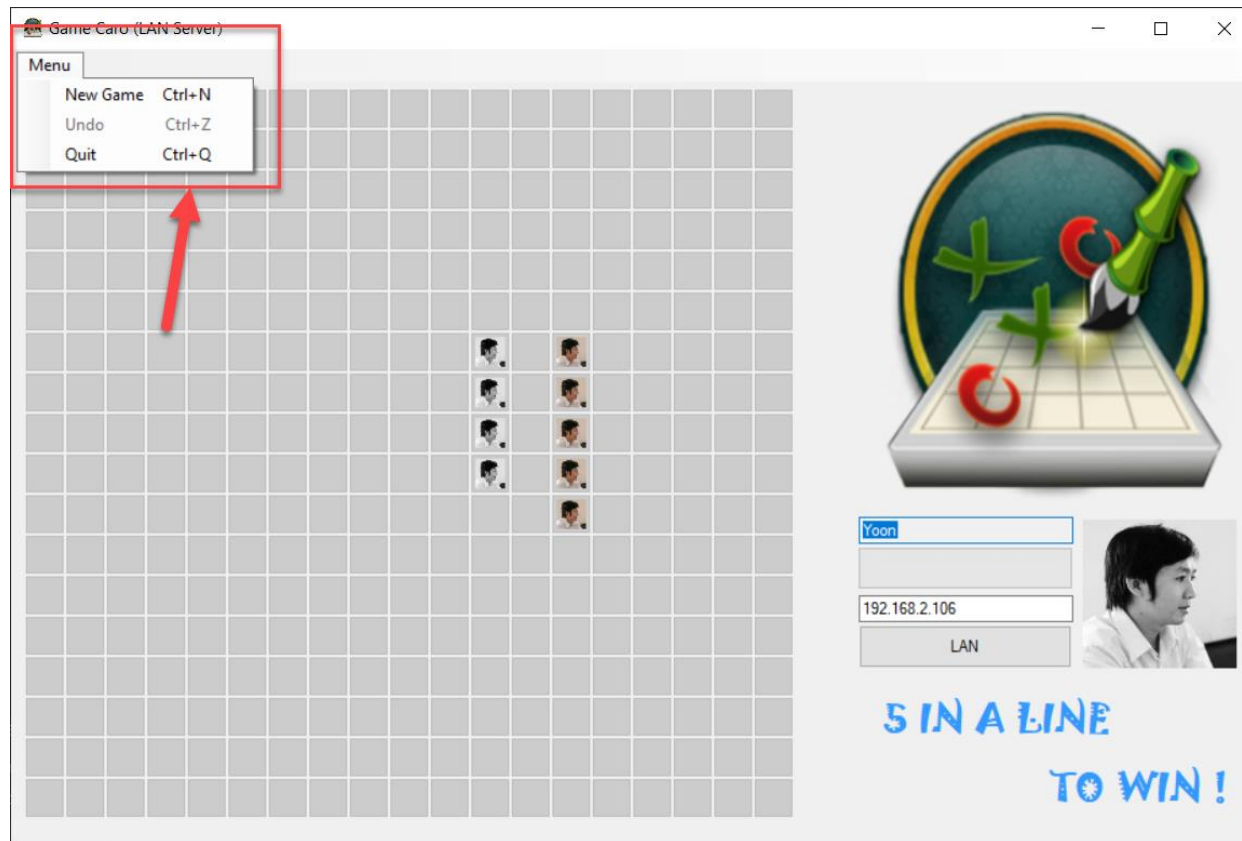 Game Caro (LAN Server)
Menu
New Game Ctrl+N
Undo Ctrl+Z
Quit Ctrl+Q
Yoon
192.168.2.106
LAN
5 IN A LINE
TO WIN !